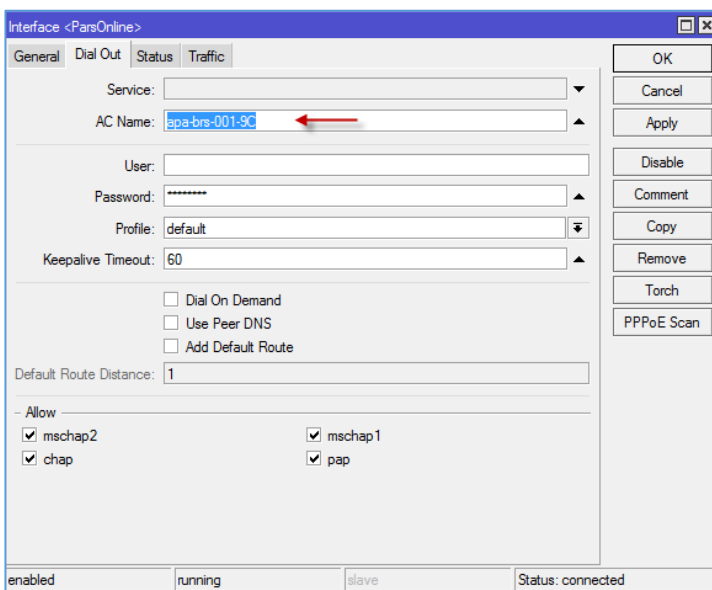 Interface <ParsOnline>
General Dial Out Status Traffic
OK
Service:
Cancel
AC Name: apa-brs-001-9C
Apply
User:
Disable
Password: ********
Comment
Profile: default
Copy
Keepalive Timeout: 60
Remove
Dial On Demand
Torch
Use Peer DNS
PPPoE Scan
Add Default Route
Default Route Distance: 1
Allow
mschap2 mschap1
chap pap
enabled running slave Status: connected